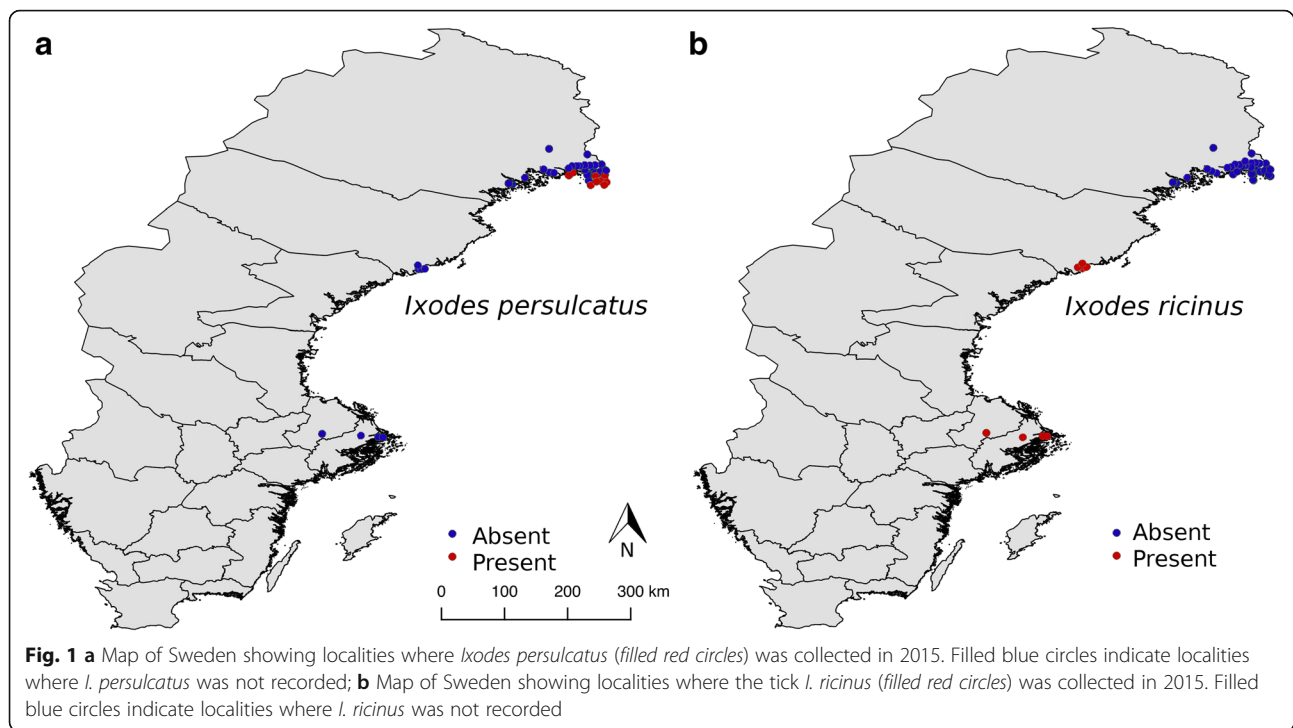 a
b
Ixodes persulcatus
Ixodes ricinus
Absent
Present
N
0 100 200 300 km
Absent
Present
Fig. 1 a Map of Sweden showing localities where Ixodes persulcatus (filled red circles) was collected in 2015. Filled blue circles indicate localities
where I. persulcatus was not recorded; b Map of Sweden showing localities where the tick I. ricinus (filled red circles) was collected in 2015. Filled
blue circles indicate localities where I. ricinus was not recorded